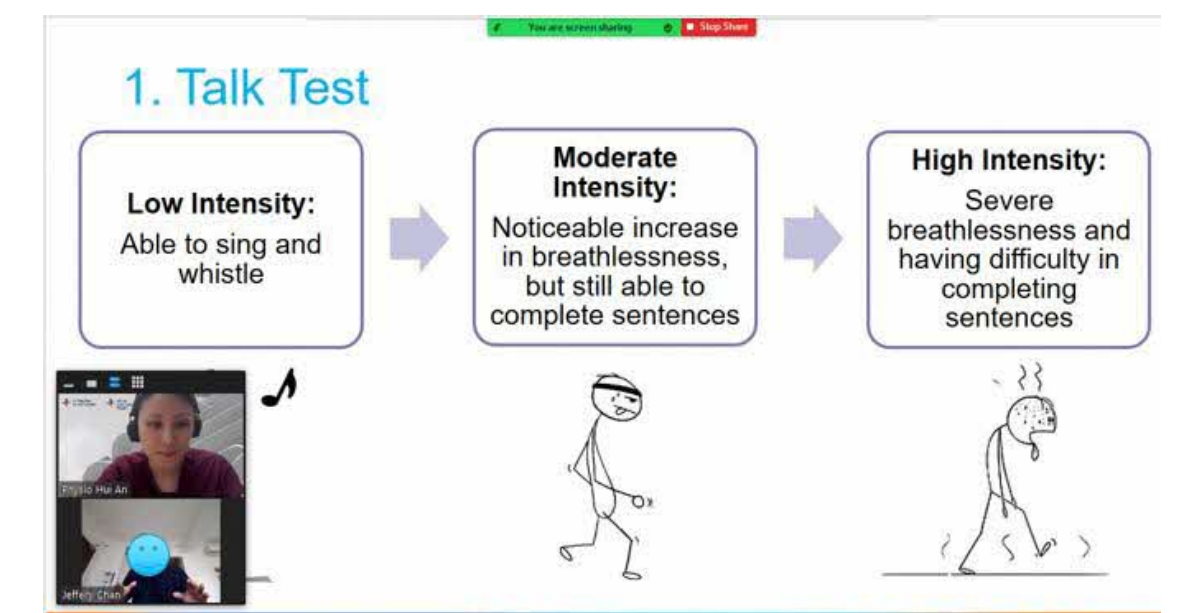 You are screen sharing
Stop Share
1. Talk Test
Low Intensity:
Able to sing and
whistle
Moderate
Intensity:
Noticeable increase
in breathlessness,
but still able to
complete sentences
High Intensity:
Severe
breathlessness and
having difficulty in
completing
sentences
Physio Hui An
Jeffery Chan